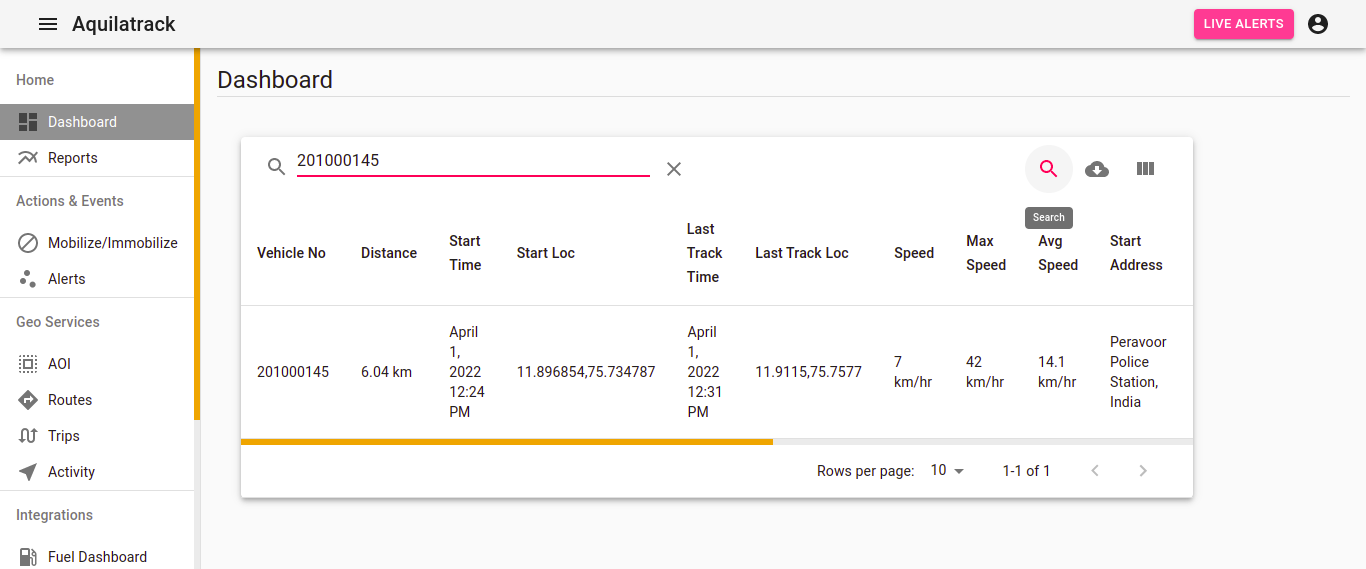 Aquilatrack
LIVE ALERTS
Home
Dashboard
Reports
Actions & Events
Mobilize/Immobilize
Alerts
Geo Services
AOI
Routes
Trips
Activity
Integrations
Fuel Dashboard
Dashboard
201000145
Search
Vehicle No
Distance
Start
Time
Start Loc
Last
Track
Time
Last Track Loc
Speed
Max
Speed
Avg
Speed
Start
Address
201000145
6.04 km
April
1,
2022
12:24
PM
11.896854,75.734787
April
1,
2022
12:31
PM
11.9115,75.7577
7
km/hr
42
km/hr
14.1
km/hr
Peravoor
Police
Station,
India
Rows per page: 10 1-1 of 1